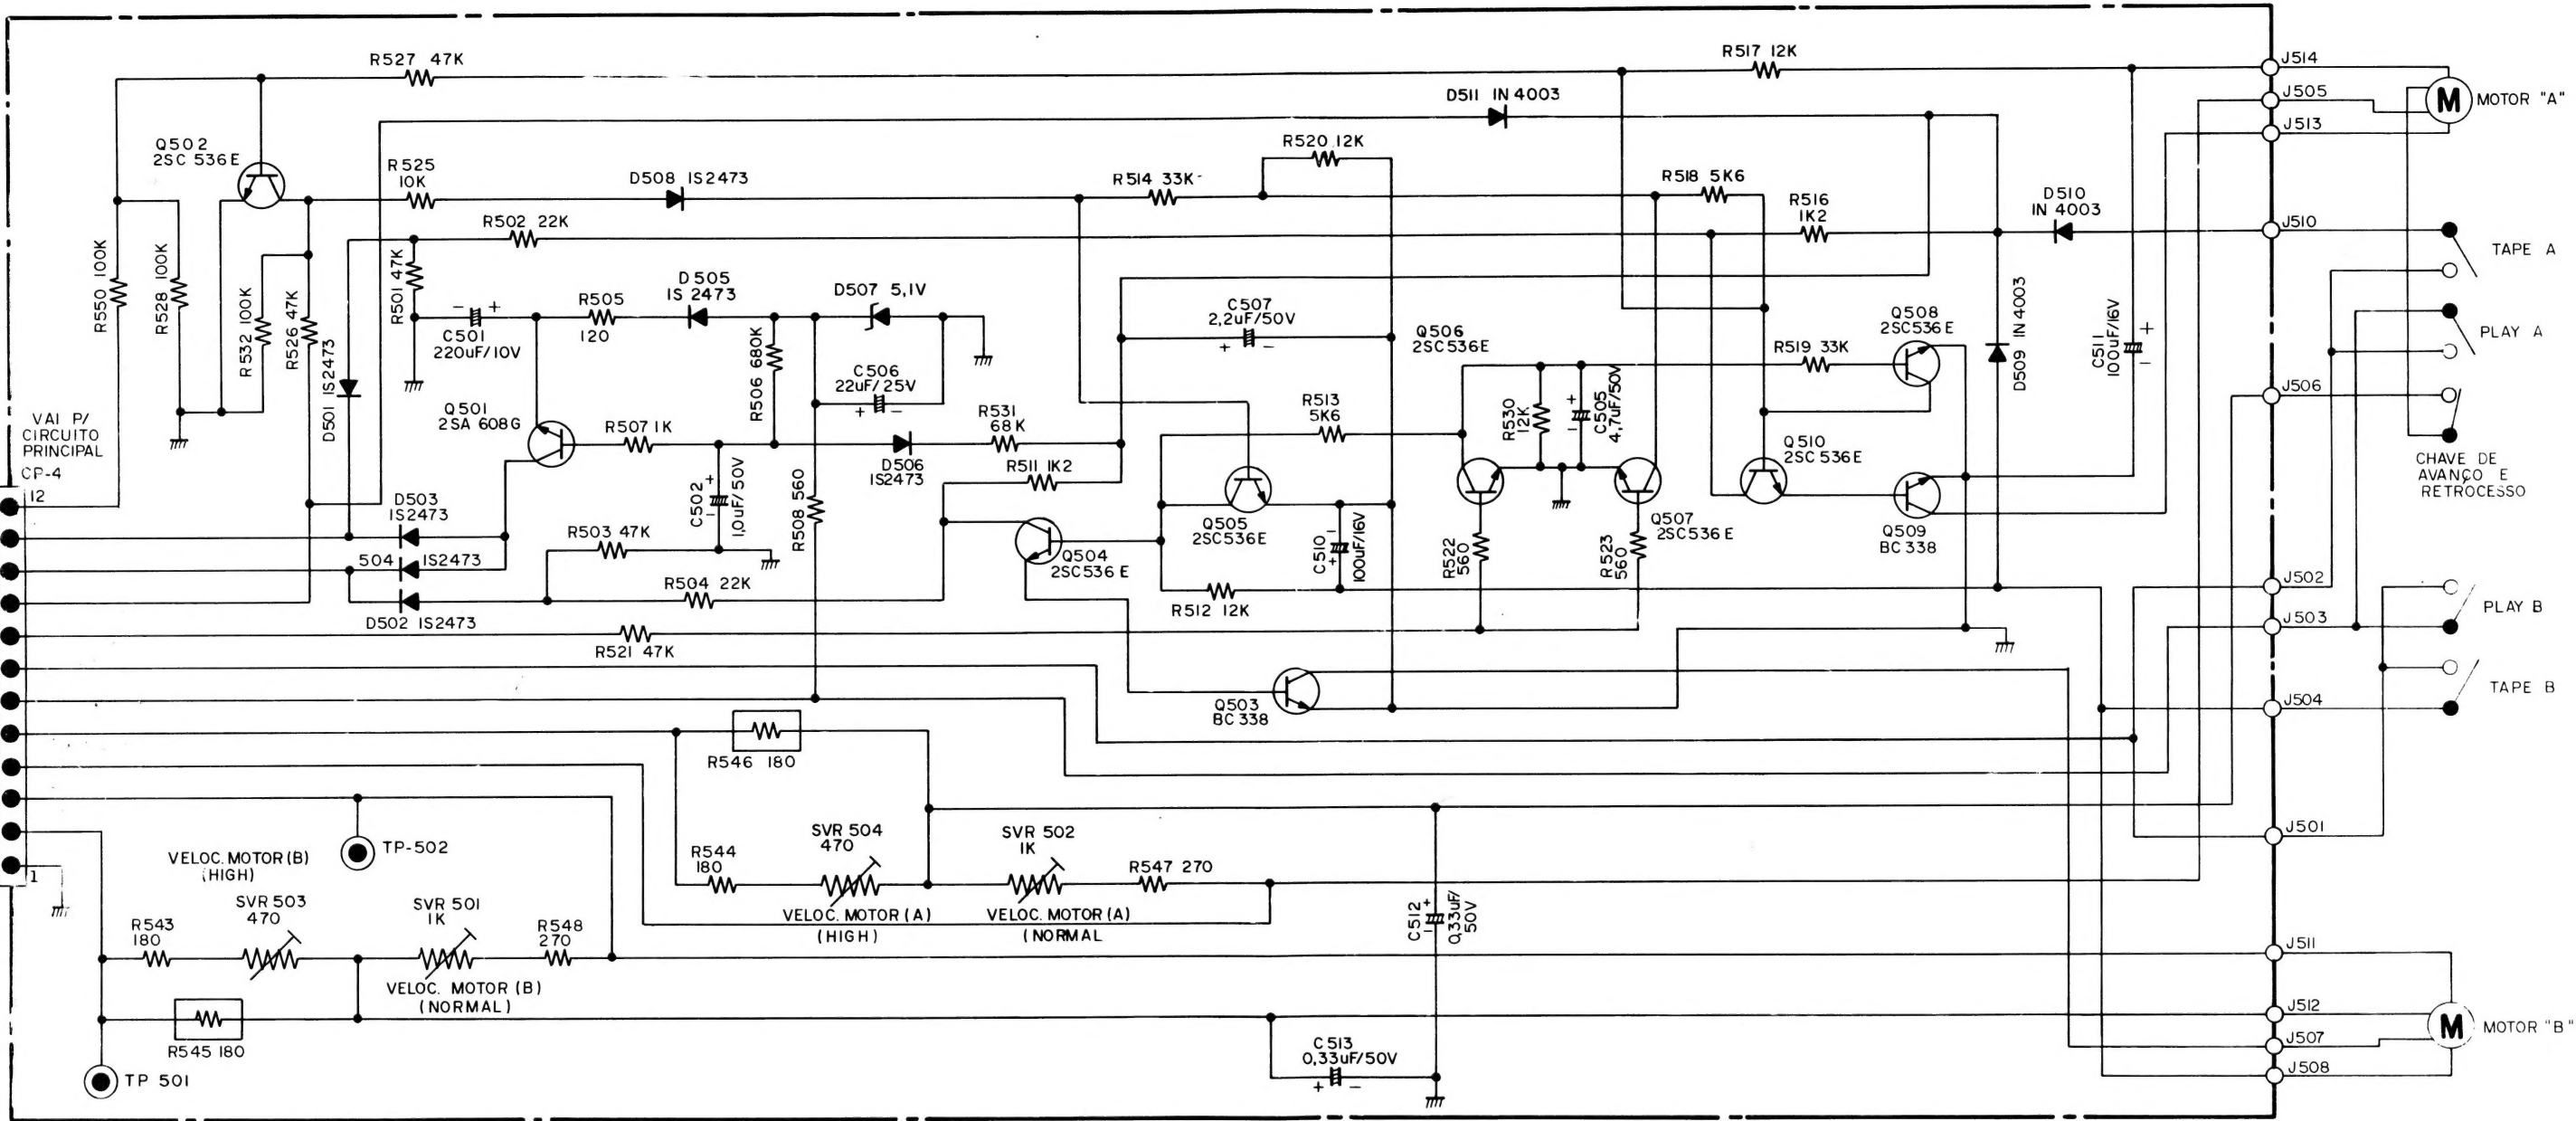 R527 47K
R517 12K
J514
D511 IN 4003
J505
MOTOR "A"
M
J513
Q502
2SC 536E
R520 12K
R525
10K
D508 IS2473
R514 33K
R518 5K6
R516
1K2
D510
IN 4003
R502 22K
J510
TAPE A
R550 100K
R528 100K
R532 100K
R526 47K
D501 IS2473
R501 47K
D505
IS 2473
D507 5,1V
R505
120
C501
220uF/10V
- +
C507
2,2uF/50V
+ -
Q506
2SC536E
Q508
2SC536E
D509 IN 4003
C511
100uF/16V
+
-
PLAY A
R519 33K
R506 680K
C506
22uF/25V
+ -
Q501
2SA 608G
R507 1K
R531
68K
R513
5K6
R530
12K
C505
4,7uF/50V
+
-
J506
VAI P/
CIRCUITO
PRINCIPAL
CP-4
12
D506
IS2473
R511 1K2
Q510
2SC536E
CHAVE DE
AVANÇO E
RETROCESSO
D503
IS2473
C502
1,0uF/50V
+
-
R508 560
R503 47K
Q505
2SC536E
C510
100uF/16V
-
+
Q507
2SC536E
Q509
BC 338
Q504
2SC536E
R522
560
R523
560
504 IS2473
R504 22K
R512 12K
J502
PLAY B
D502 IS2473
J503
R521 47K
Q503
BC 338
TAPE B
J504
R546 180
TP-502
SVR 504
470
SVR 502
1K
R544
180
R547 270
J501
VELOC. MOTOR (B)
(HIGH)
1
SVR 503
470
SVR 501
1K
R548
270
VELOC. MOTOR (A)
(HIGH)
VELOC. MOTOR (A)
(NORMAL
C512
0,33uF/
50V
+
-
R543
180
J511
VELOC. MOTOR (B)
(NORMAL)
J512
M
MOTOR "B"
R545 180
C513
0,33uF/50V
+ -
J507
J508
TP 501